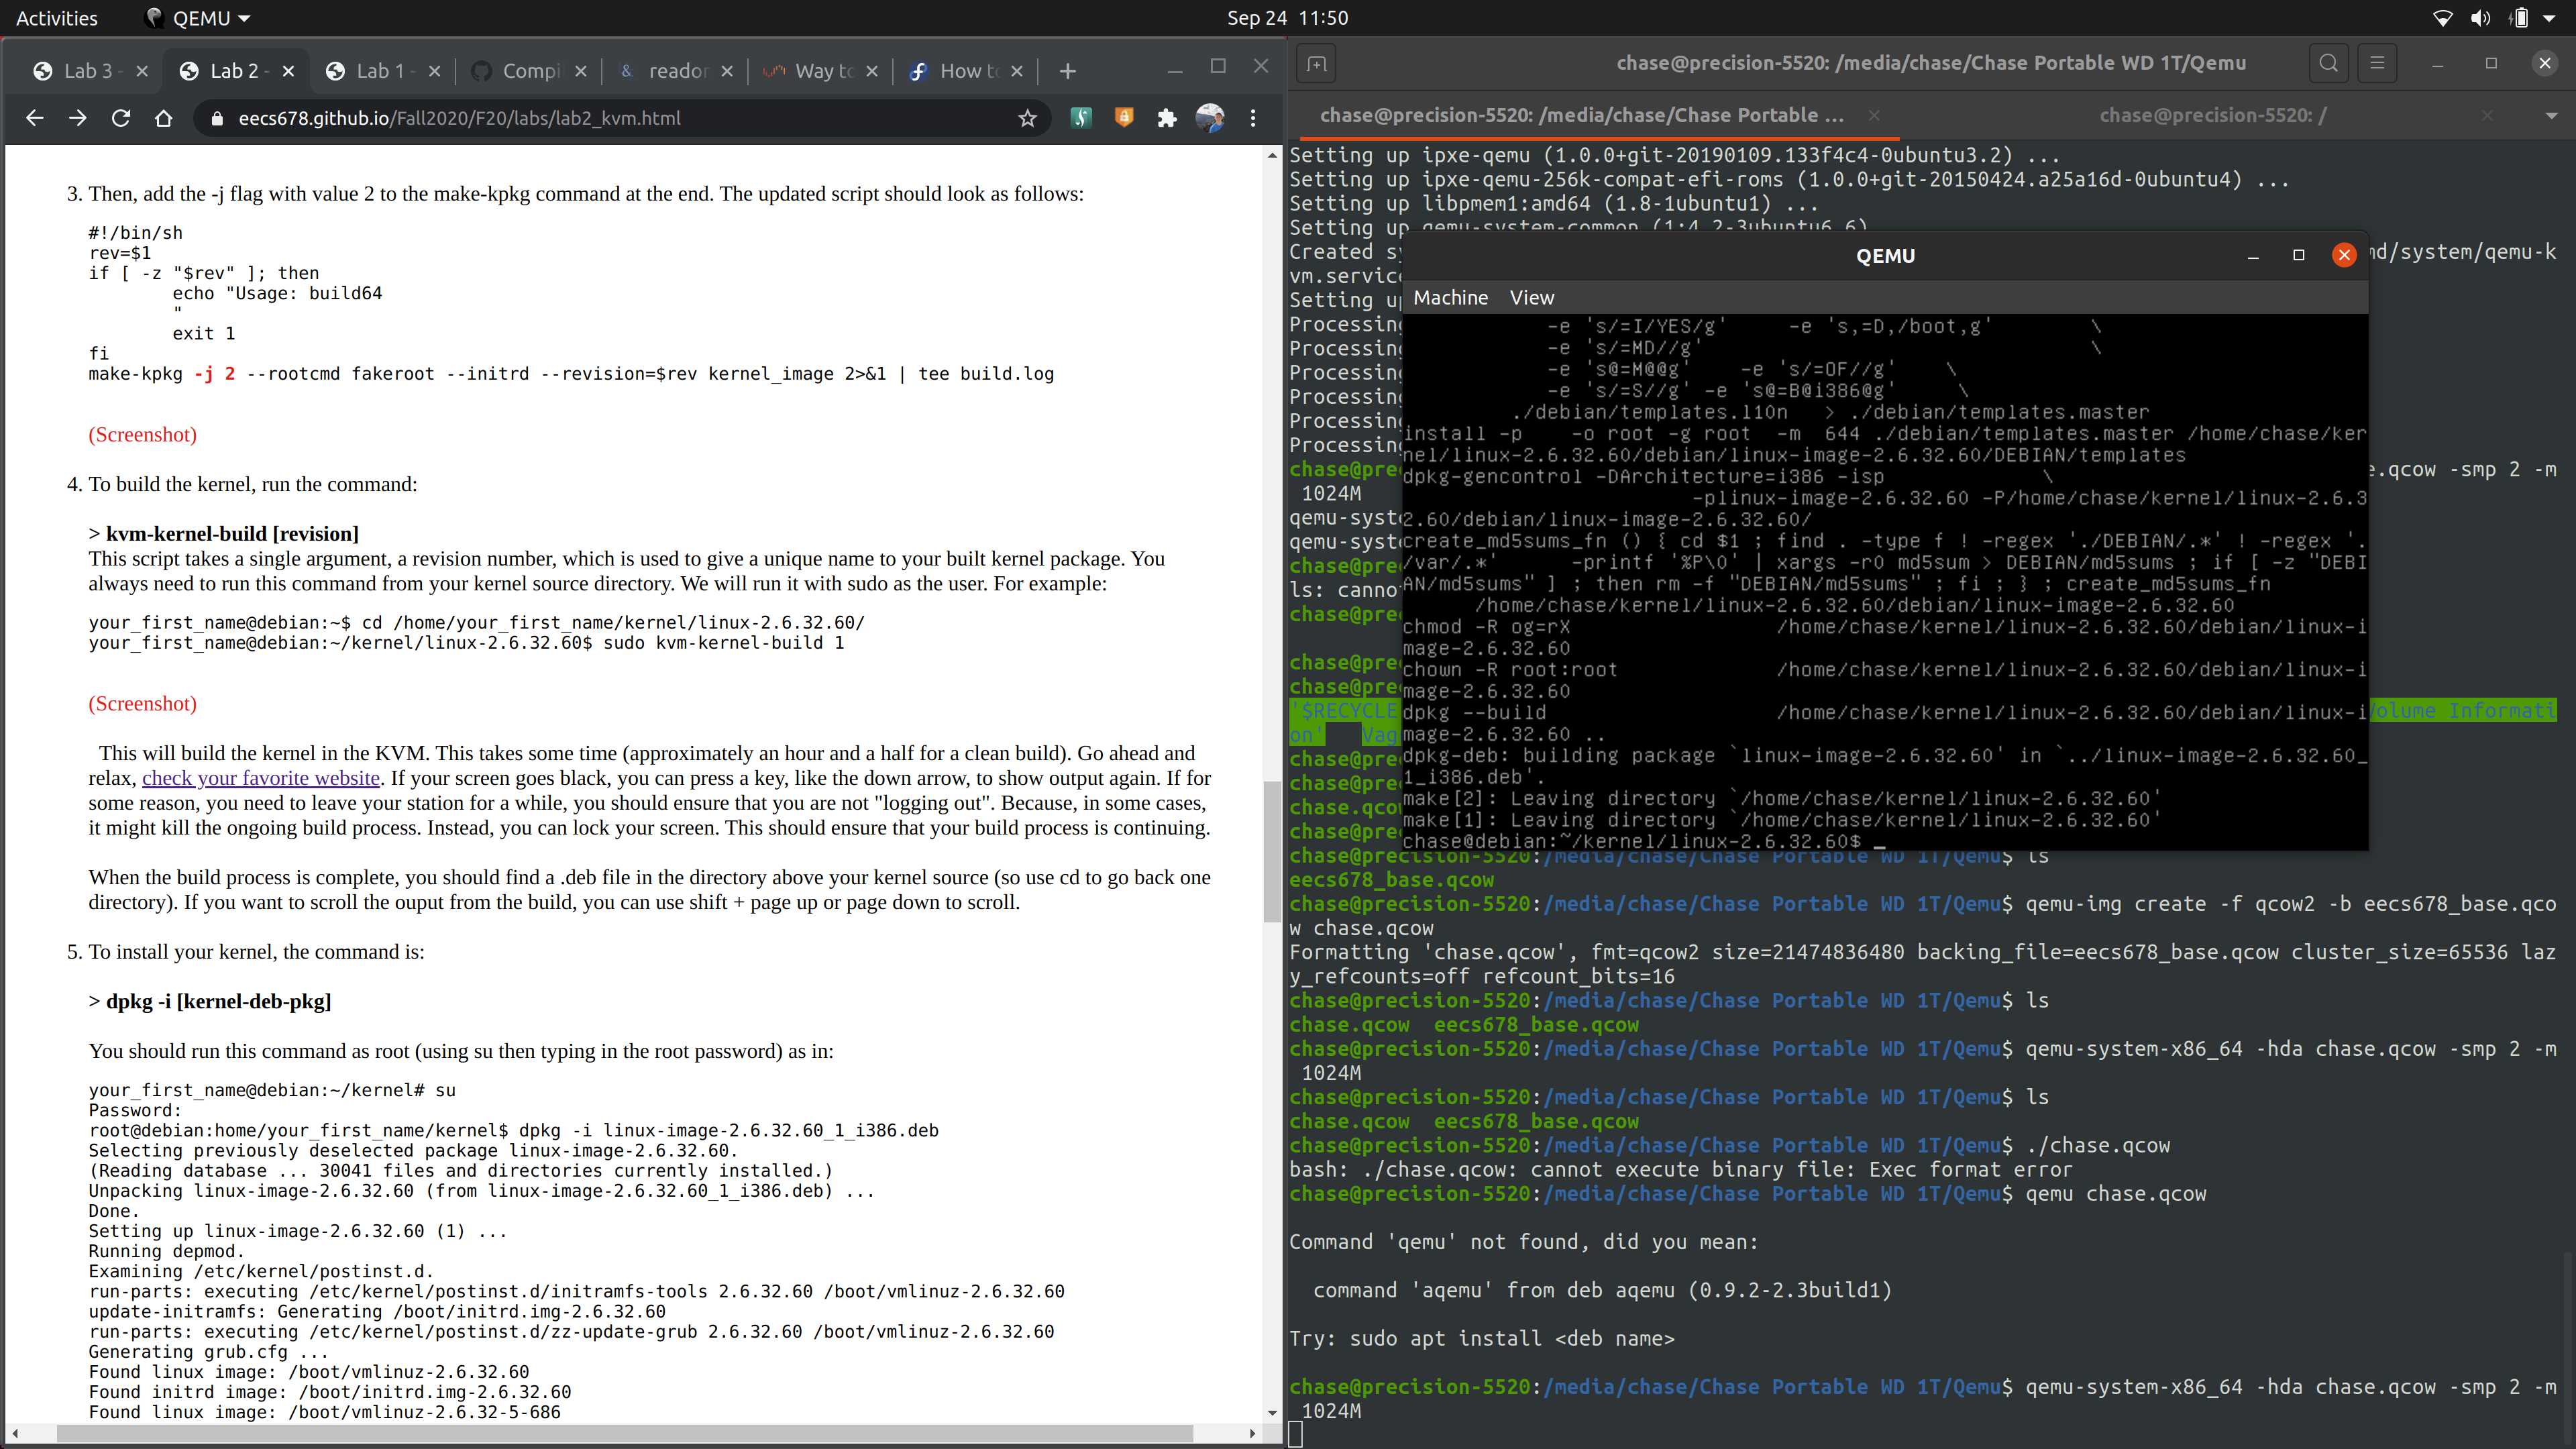 Activities
QEMU
Sep 24 11:50
Lab 3 -
Lab 2 -
Lab 1 -
Compi
reador
Way to
How to
eecs678.github.io/Fall2020/F20/labs/lab2_kvm.html
3. Then, add the -j flag with value 2 to the make-kpkg command at the end. The updated script should look as follows:
#!/bin/sh
rev=$1
if [ -z "$rev" ]; then
echo "Usage: build64
"
exit 1
fi
make-kpkg -j 2 --rootcmd fakeroot --initrd --revision=$rev kernel_image 2>&1 | tee build.log
(Screenshot)
4. To build the kernel, run the command:
> kvm-kernel-build [revision]
This script takes a single argument, a revision number, which is used to give a unique name to your built kernel package. You
always need to run this command from your kernel source directory. We will run it with sudo as the user. For example:
your_first_name@debian:~$ cd /home/your_first_name/kernel/linux-2.6.32.60/
your_first_name@debian:~/kernel/linux-2.6.32.60$ sudo kvm-kernel-build 1
(Screenshot)
This will build the kernel in the KVM. This takes some time (approximately an hour and a half for a clean build). Go ahead and
relax, check your favorite website. If your screen goes black, you can press a key, like the down arrow, to show output again. If for
some reason, you need to leave your station for a while, you should ensure that you are not "logging out". Because, in some cases,
it might kill the ongoing build process. Instead, you can lock your screen. This should ensure that your build process is continuing.
When the build process is complete, you should find a .deb file in the directory above your kernel source (so use cd to go back one
directory). If you want to scroll the ouput from the build, you can use shift + page up or page down to scroll.
5. To install your kernel, the command is:
> dpkg -i [kernel-deb-pkg]
You should run this command as root (using su then typing in the root password) as in:
your_first_name@debian:~/kernel# su
Password:
root@debian:home/your_first_name/kernel$ dpkg -i linux-image-2.6.32.60_1_i386.deb
Selecting previously deselected package linux-image-2.6.32.60.
(Reading database ... 30041 files and directories currently installed.)
Unpacking linux-image-2.6.32.60 (from linux-image-2.6.32.60_1_i386.deb) ...
Done.
Setting up linux-image-2.6.32.60 (1) ...
Running depmod.
Examining /etc/kernel/postinst.d.
run-parts: executing /etc/kernel/postinst.d/initramfs-tools 2.6.32.60 /boot/vmlinuz-2.6.32.60
update-initramfs: Generating /boot/initrd.img-2.6.32.60
run-parts: executing /etc/kernel/postinst.d/zz-update-grub 2.6.32.60 /boot/vmlinuz-2.6.32.60
Generating grub.cfg ...
Found linux image: /boot/vmlinuz-2.6.32.60
Found initrd image: /boot/initrd.img-2.6.32.60
Found linux image: /boot/vmlinuz-2.6.32-5-686
chase@precision-5520: /media/chase/Chase Portable WD 1T/Qemu
chase@precision-5520: /media/chase/Chase Portable ...
chase@precision-5520: /
Setting up ipxe-qemu (1.0.0+git-20190109.133f4c4-0ubuntu3.2) ...
Setting up ipxe-qemu-256k-compat-efi-roms (1.0.0+git-20150424.a25a16d-0ubuntu4) ...
Setting up libpmem1:amd64 (1.8-1ubuntu1) ...
Setting up qemu-system-common (1:4.2-3ubuntu6.6)
Created sy md/system/qemu-k
vm.service
Setting up
Processing
Processing
Processing
Processing
Processing
Processing
chase@pre e.qcow -smp 2 -m
1024M
qemu-syst
qemu-syst
chase@pre
ls: canno
chase@pre
chase@pre
chase@pre
'$RECYCLE Volume Informati
on' Vag
chase@pre
chase@pre
chase.qco
chase@pre
QEMU
Machine View
-e 's/=I/YES/g' -e 's,=D,/boot,g' \
-e 's/=MD//g' \
-e 's@=M@@g' -e 's/=OF//g' \
-e 's/=S//g' -e 's@=B@i386@g' \
./debian/templates.l10n > ./debian/templates.master
install -p -o root -g root -m 644 ./debian/templates.master /home/chase/ker
nel/linux-2.6.32.60/debian/linux-image-2.6.32.60/DEBIAN/templates
dpkg-gencontrol -DArchitecture=i386 -isp \
-plinux-image-2.6.32.60 -P/home/chase/kernel/linux-2.6.3
2.60/debian/linux-image-2.6.32.60/
create_md5sums_fn () { cd $1 ; find . -type f ! -regex './DEBIAN/.*' ! -regex '.
/var/.*' -printf '%P\0' | xargs -r0 md5sum > DEBIAN/md5sums ; if [ -z "DEBI
AN/md5sums" ] ; then rm -f "DEBIAN/md5sums" ; fi ; } ; create_md5sums_fn
/home/chase/kernel/linux-2.6.32.60/debian/linux-image-2.6.32.60
chmod -R og=rX /home/chase/kernel/linux-2.6.32.60/debian/linux-i
mage-2.6.32.60
chown -R root:root /home/chase/kernel/linux-2.6.32.60/debian/linux-i
mage-2.6.32.60
dpkg --build /home/chase/kernel/linux-2.6.32.60/debian/linux-i
mage-2.6.32.60 ..
dpkg-deb: building package `linux-image-2.6.32.60' in `../linux-image-2.6.32.60_
1_i386.deb'.
make[2]: Leaving directory `/home/chase/kernel/linux-2.6.32.60'
make[1]: Leaving directory `/home/chase/kernel/linux-2.6.32.60'
chase@debian:~/kernel/linux-2.6.32.60$ _
chase@precision-5520:/media/chase/Chase Portable WD 1T/Qemu$ ls
eecs678_base.qcow
chase@precision-5520:/media/chase/Chase Portable WD 1T/Qemu$ qemu-img create -f qcow2 -b eecs678_base.qco
w chase.qcow
Formatting 'chase.qcow', fmt=qcow2 size=21474836480 backing_file=eecs678_base.qcow cluster_size=65536 laz
y_refcounts=off refcount_bits=16
chase@precision-5520:/media/chase/Chase Portable WD 1T/Qemu$ ls
chase.qcow eecs678_base.qcow
chase@precision-5520:/media/chase/Chase Portable WD 1T/Qemu$ qemu-system-x86_64 -hda chase.qcow -smp 2 -m
1024M
chase@precision-5520:/media/chase/Chase Portable WD 1T/Qemu$ ls
chase.qcow eecs678_base.qcow
chase@precision-5520:/media/chase/Chase Portable WD 1T/Qemu$ ./chase.qcow
bash: ./chase.qcow: cannot execute binary file: Exec format error
chase@precision-5520:/media/chase/Chase Portable WD 1T/Qemu$ qemu chase.qcow
Command 'qemu' not found, did you mean:
command 'aqemu' from deb aqemu (0.9.2-2.3build1)
Try: sudo apt install <deb name>
chase@precision-5520:/media/chase/Chase Portable WD 1T/Qemu$ qemu-system-x86_64 -hda chase.qcow -smp 2 -m
1024M